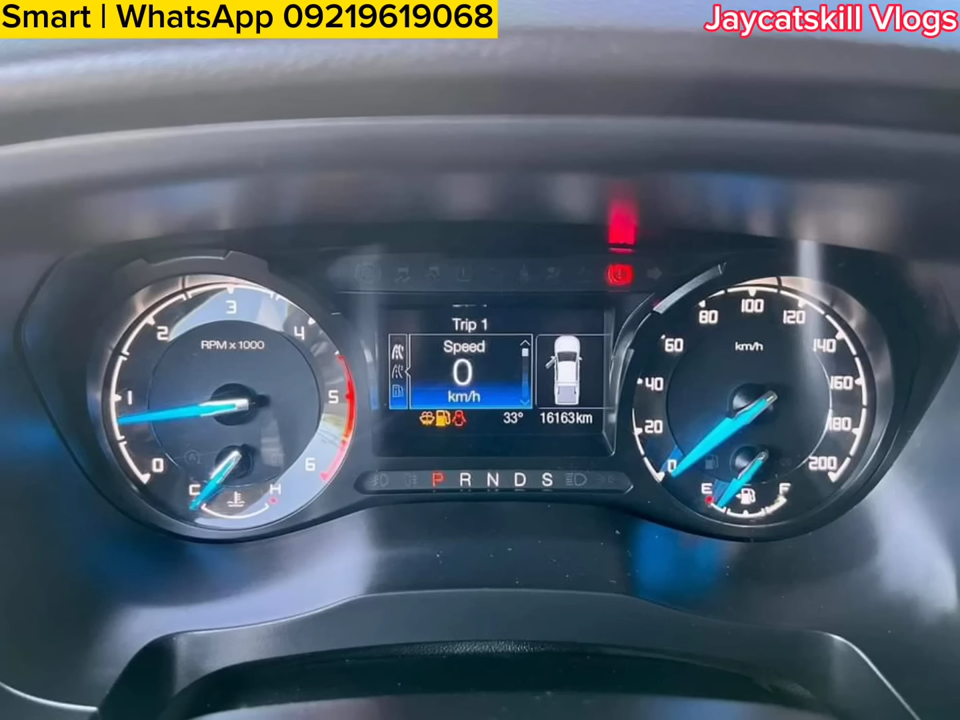 Smart | WhatsApp 09219619068
Jaycatskill Vlogs
0
1
2
3
4
5
6
RPM x 1000
C
H
Trip 1
Speed
0
km/h
33°
16163km
P R N D S
0
20
40
60
80
100
120
140
160
180
200
km/h
E
F